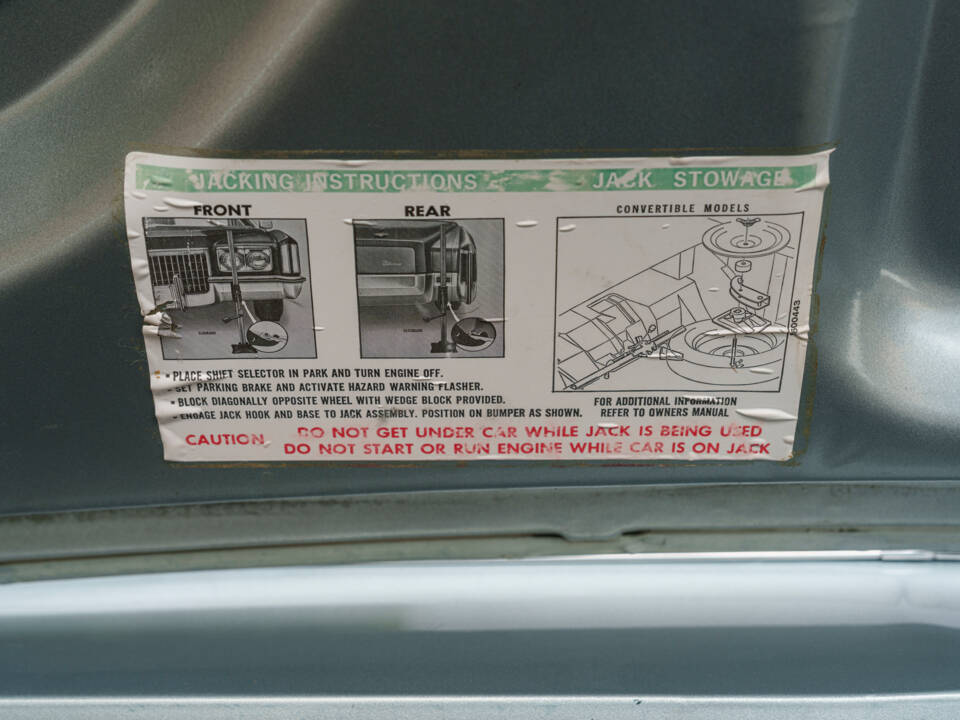 JACKING INSTRUCTIONS
JACK STOWAGE
FRONT
REAR
CONVERTIBLE MODELS
• PLACE SHIFT SELECTOR IN PARK AND TURN ENGINE OFF.
• SET PARKING BRAKE AND ACTIVATE HAZARD WARNING FLASHER.
• BLOCK DIAGONALLY OPPOSITE WHEEL WITH WEDGE BLOCK PROVIDED.
• ENGAGE JACK HOOK AND BASE TO JACK ASSEMBLY. POSITION ON BUMPER AS SHOWN.
FOR ADDITIONAL INFORMATION
REFER TO OWNERS MANUAL
CAUTION DO NOT GET UNDER CAR WHILE JACK IS BEING USED
DO NOT START OR RUN ENGINE WHILE CAR IS ON JACK